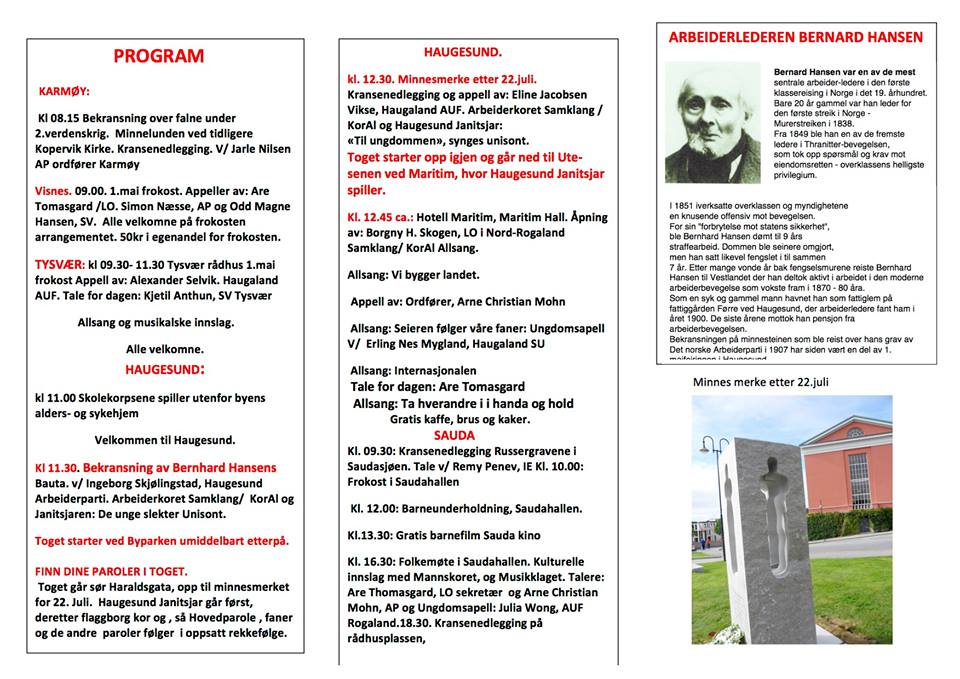 PROGRAM
KARMØY:
Kl 08.15 Bekransning over falne under
2.verdenskrig. Minnelunden ved tidligere
Kopervik Kirke. Kransenedlegging. V/ Jarle Nilsen
AP ordfører Karmøy
Visnes. 09.00. 1.mai frokost. Appeller av: Are
Tomasgard /LO. Simon Næsse, AP og Odd Magne
Hansen, SV. Alle velkomne på frokosten
arrangementet. 50kr i egenandel for frokosten.
TYSVÆR: kl 09.30- 11.30 Tysvær rådhus 1.mai
frokost Appell av: Alexander Selvik. Haugaland
AUF. Tale for dagen: Kjetil Anthun, SV Tysvær
Allsang og musikalske innslag.
Alle velkomne.
HAUGESUND:
kl 11.00 Skolekorpsene spiller utenfor byens
alders- og sykehjem
Velkommen til Haugesund.
Kl 11.30. Bekransning av Bernhard Hansens
Bauta. v/ Ingeborg Skjølingstad, Haugesund
Arbeiderparti. Arbeiderkoret Samklang/ KorAl og
Janitsjaren: De unge slekter Unisont.
Toget starter ved Byparken umiddelbart etterpå.
FINN DINE PAROLER I TOGET.
Toget går sør Haraldsgata, opp til minnesmerket
for 22. Juli. Haugesund Janitsjar går først,
deretter flaggborg kor og , så Hovedparole , faner
og de andre paroler følger i oppsatt rekkefølge.
HAUGESUND.
kl. 12.30. Minnesmerke etter 22.juli.
Kransenedlegging og appell av: Eline Jacobsen
Vikse, Haugaland AUF. Arbeiderkoret Samklang /
KorAl og Haugesund Janitsjar:
«Til ungdommen», synges unisont.
Toget starter opp igjen og går ned til Ute-
senen ved Maritim, hvor Haugesund Janitsjar
spiller.
Kl. 12.45 ca.: Hotell Maritim, Maritim Hall. Åpning
av: Borgny H. Skogen, LO i Nord-Rogaland
Samklang/ KorAl Allsang.
Allsang: Vi bygger landet.
Appell av: Ordfører, Arne Christian Mohn
Allsang: Seieren følger våre faner: Ungdomsapell
V/ Erling Nes Mygland, Haugaland SU
Allsang: Internasjonalen
Tale for dagen: Are Tomasgard
Allsang: Ta hverandre i i handa og hold
Gratis kaffe, brus og kaker.
SAUDA
Kl. 09.30: Kransenedlegging Russergravene i
Saudasjøen. Tale v/ Remy Penev, IE Kl. 10.00:
Frokost i Saudahallen
Kl. 12.00: Barneunderholdning, Saudahallen.
Kl.13.30: Gratis barnefilm Sauda kino
Kl. 16.30: Folkemøte i Saudahallen. Kulturelle
innslag med Mannskoret, og Musikklaget. Talere:
Are Thomasgard, LO sekretær og Arne Christian
Mohn, AP og Ungdomsapell: Julia Wong, AUF
Rogaland.18.30. Kransenedlegging på
rådhusplassen,
ARBEIDERLEDEREN BERNARD HANSEN
Bernard Hansen var en av de mest
sentrale arbeider-ledere i den første
klassereising i Norge i det 19. århundret.
Bare 20 år gammel var han leder for
den første streik i Norge -
Murerstreiken i 1838.
Fra 1849 ble han en av de fremste
ledere i Thranitter-bevegelsen,
som tok opp spørsmål og krav mot
eiendomsretten - overklassens helligste
privilegium.
I 1851 iverksatte overklassen og myndighetene
en knusende offensiv mot bevegelsen.
For sin "forbrytelse mot statens sikkerhet",
ble Bernhard Hansen dømt til 9 års
straffearbeid. Dommen ble seinere omgjort,
men han satt likevel fengslet i til sammen
7 år. Etter mange vonde år bak fengselsmurene reiste Bernhard
Hansen til Vestlandet der han deltok aktivt i arbeidet i den moderne
arbeiderbevegelse som vokste fram i 1870 - 80 åra.
Som en syk og gammel mann havnet han som fattiglem på
fattiggården Førre ved Haugesund, der arbeiderledere fant ham i
året 1900. De siste årene mottok han pensjon fra
arbeiderbevegelsen.
Bekransningen på minnesteinen som ble reist over hans grav av
Det norske Arbeiderparti i 1907 har siden vært en del av 1.
maifeiringen i Haugesund
Minnes merke etter 22.juli